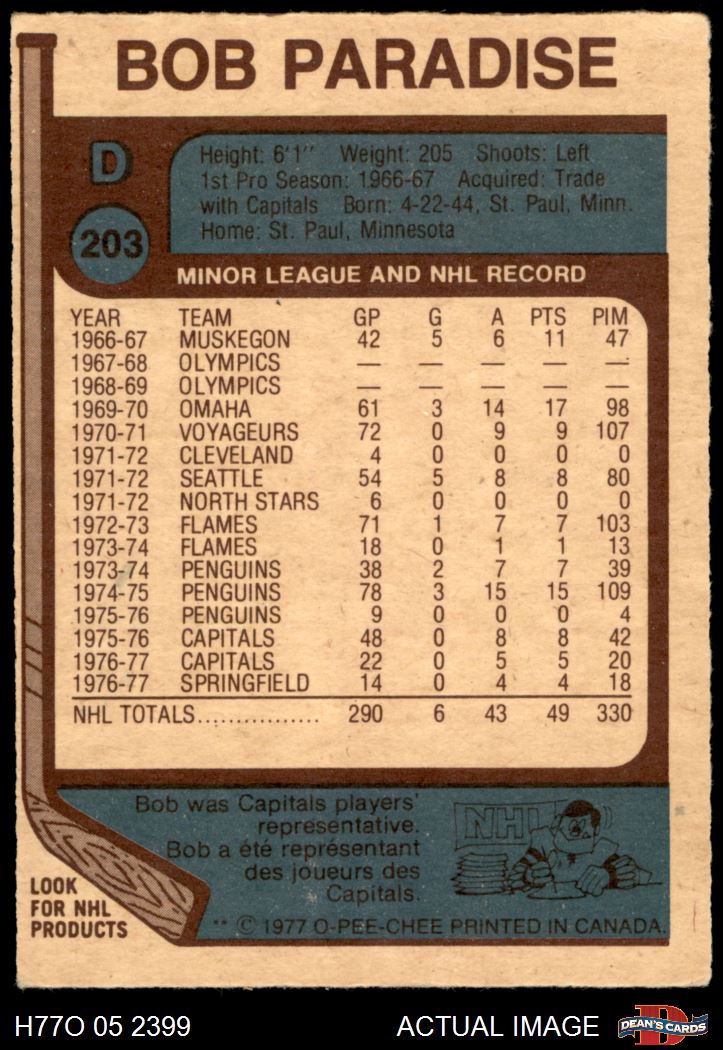 BOB PARADISE
D
203
Height: 6'1" Weight: 205 Shoots: Left
1st Pro Season: 1966-67 Acquired: Trade
with Capitals Born: 4-22-44, St. Paul, Minn.
Home: St. Paul, Minnesota
MINOR LEAGUE AND NHL RECORD
YEAR TEAM GP G A PTS PIM
1966-67 MUSKEGON 42 5 6 11 47
1967-68 OLYMPICS — — — — —
1968-69 OLYMPICS — — — — —
1969-70 OMAHA 61 3 14 17 98
1970-71 VOYAGEURS 72 0 9 9 107
1971-72 CLEVELAND 4 0 0 0 0
1971-72 SEATTLE 54 5 8 8 80
1971-72 NORTH STARS 6 0 0 0 0
1972-73 FLAMES 71 1 7 7 103
1973-74 FLAMES 18 0 1 1 13
1973-74 PENGUINS 38 2 7 7 39
1974-75 PENGUINS 78 3 15 15 109
1975-76 PENGUINS 9 0 0 0 4
1975-76 CAPITALS 48 0 8 8 42
1976-77 CAPITALS 22 0 5 5 20
1976-77 SPRINGFIELD 14 0 4 4 18
NHL TOTALS................ 290 6 43 49 330
Bob was Capitals players'
representative.
Bob a été représentant
des joueurs des
Capitals.
NHL
LOOK
FOR NHL
PRODUCTS
** © 1977 O-PEE-CHEE PRINTED IN CANADA.
H77O 05 2399 ACTUAL IMAGE
D
DEAN'S CARDS